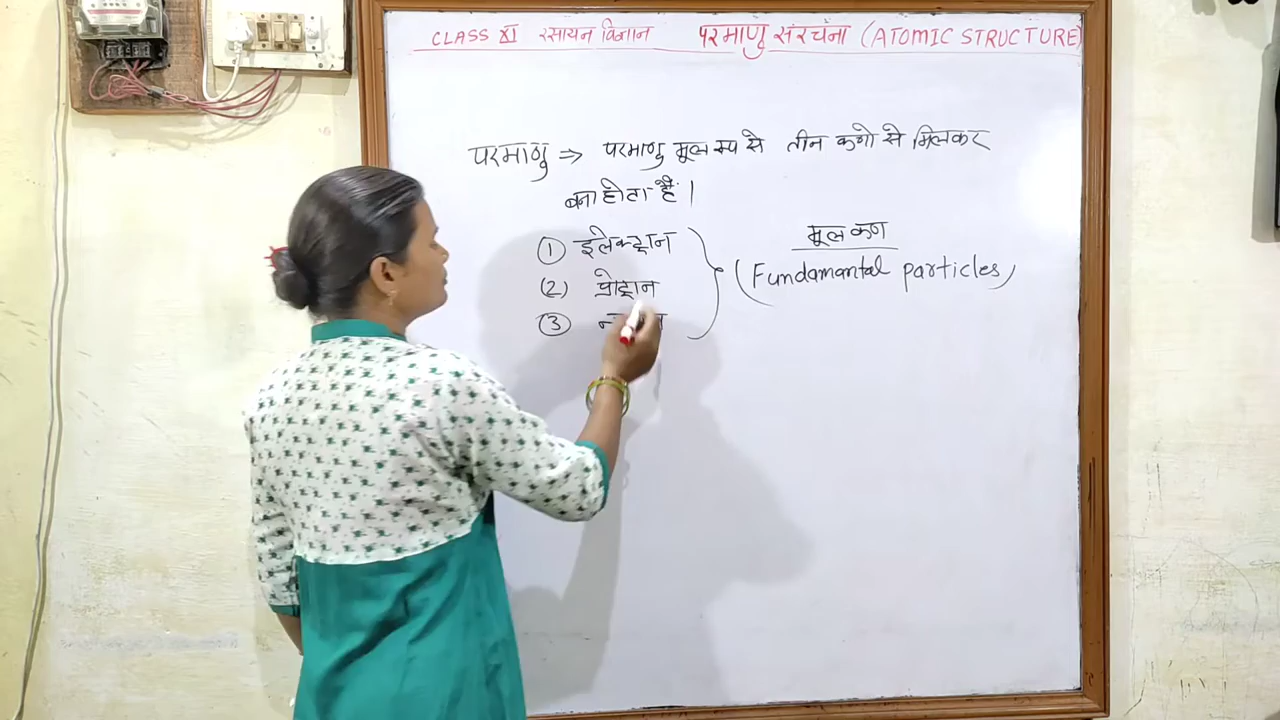 CLASS XI रसायन विज्ञान परमाणु संरचना (ATOMIC STRUCTURE)
परमाणु ⇒ परमाणु मूल रूप से तीन कणो से मिलकर
बना होता है।
① इलेक्ट्रान
(2) प्रोट्रान
③
मूल कण
(Fundamantal particles)